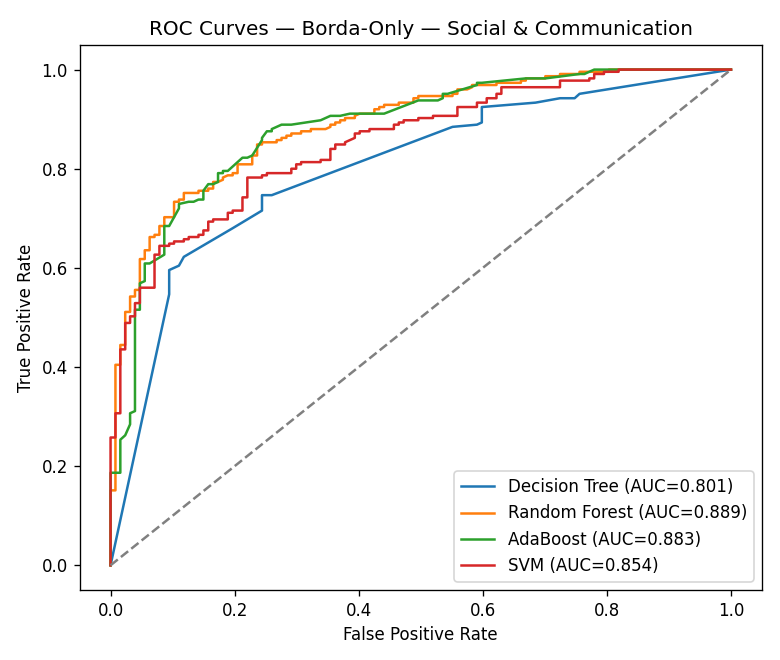 ROC Curves — Borda-Only — Social & Communication
True Positive Rate
1.0
0.8
0.6
0.4
0.2
0.0
Decision Tree (AUC=0.801)
Random Forest (AUC=0.889)
AdaBoost (AUC=0.883)
SVM (AUC=0.854)
0.0 0.2 0.4 0.6 0.8 1.0
False Positive Rate